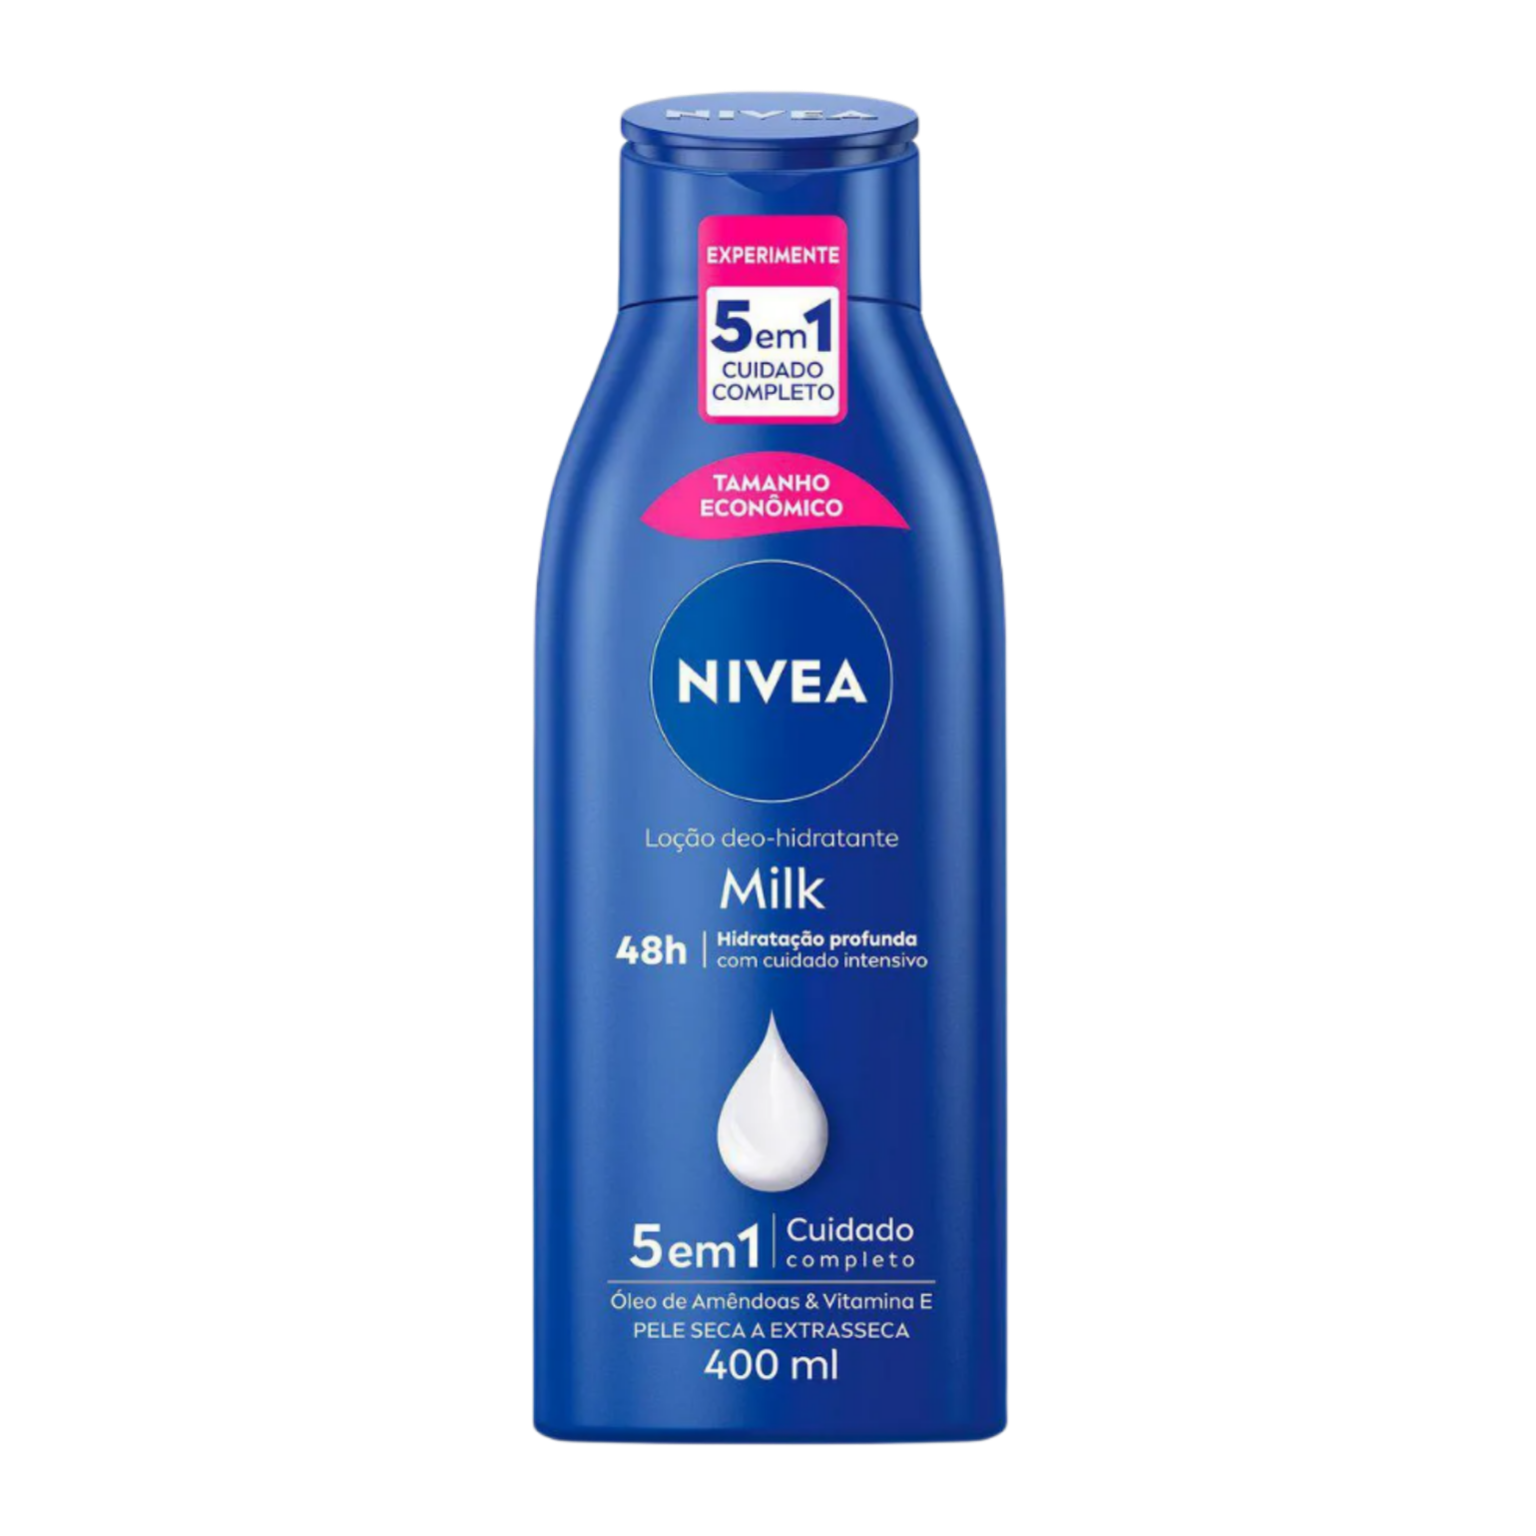 NIVEA
EXPERIMENTE
5em1
CUIDADO
COMPLETO
TAMANHO
ECONÔMICO
NIVEA
Loção deo-hidratante
Milk
48h Hidratação profunda
com cuidado intensivo
5em1 Cuidado
completo
Óleo de Amêndoas & Vitamina E
PELE SECA A EXTRASSECA
400 ml